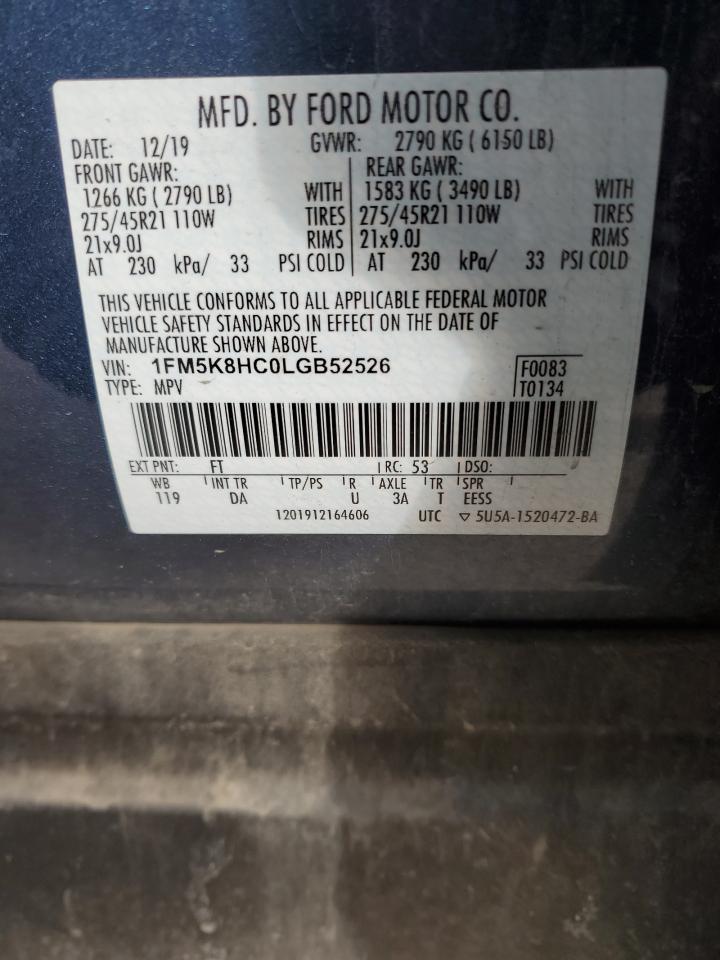 MFD. BY FORD MOTOR CO.
DATE: 12/19 GVWR: 2790 KG ( 6150 LB)
FRONT GAWR: REAR GAWR:
1266 KG ( 2790 LB) WITH 1583 KG ( 3490 LB) WITH
275/45R21 110W TIRES 275/45R21 110W TIRES
21x9.0J RIMS 21x9.0J RIMS
AT 230 kPa/ 33 PSI COLD AT 230 kPa/ 33 PSI COLD
THIS VEHICLE CONFORMS TO ALL APPLICABLE FEDERAL MOTOR
VEHICLE SAFETY STANDARDS IN EFFECT ON THE DATE OF
MANUFACTURE SHOWN ABOVE.
VIN: 1FM5K8HC0LGB52526 F0083
TYPE: MPV T0134
EXT PNT: FT RC: 53 DSO:
WB INT TR TP/PS R AXLE TR SPR
119 DA U 3A T EESS
1201912164606 UTC ▽ 5U5A-1520472-BA